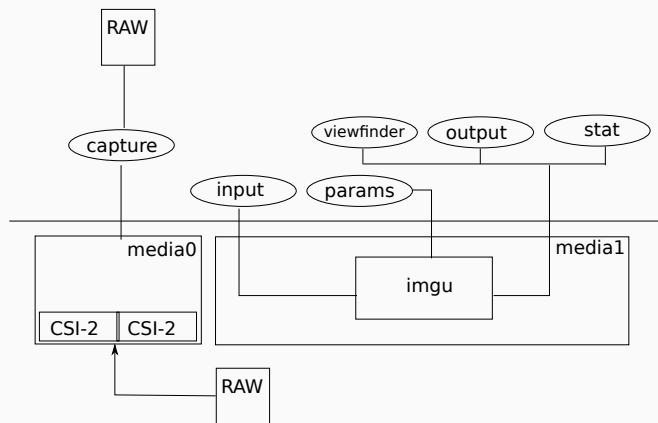 RAW
capture
viewfinder
output
stat
input
params
media0
media1
imgu
CSI-2
CSI-2
RAW